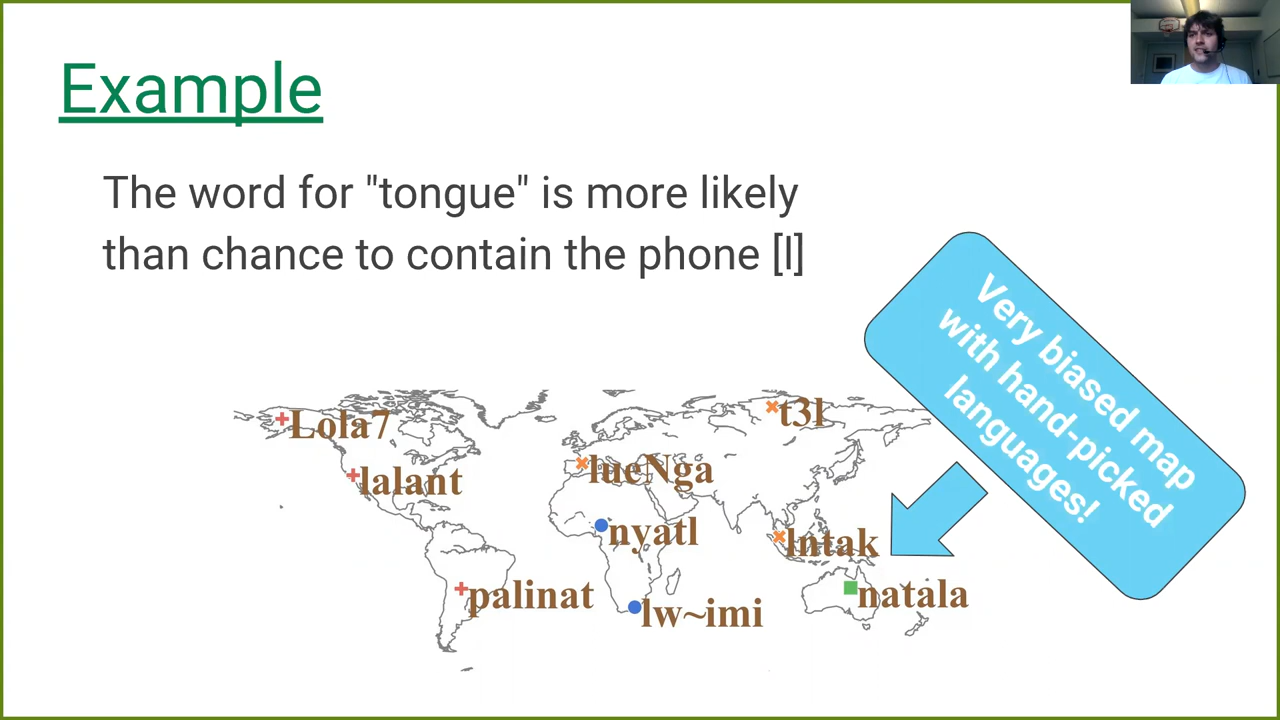 Example
The word for "tongue" is more likely
than chance to contain the phone [l]
Very biased map
with hand-picked
languages!
Lola7
t3l
lalant
lueNga
nyatl
lntak
palinat
lw~imi
natala